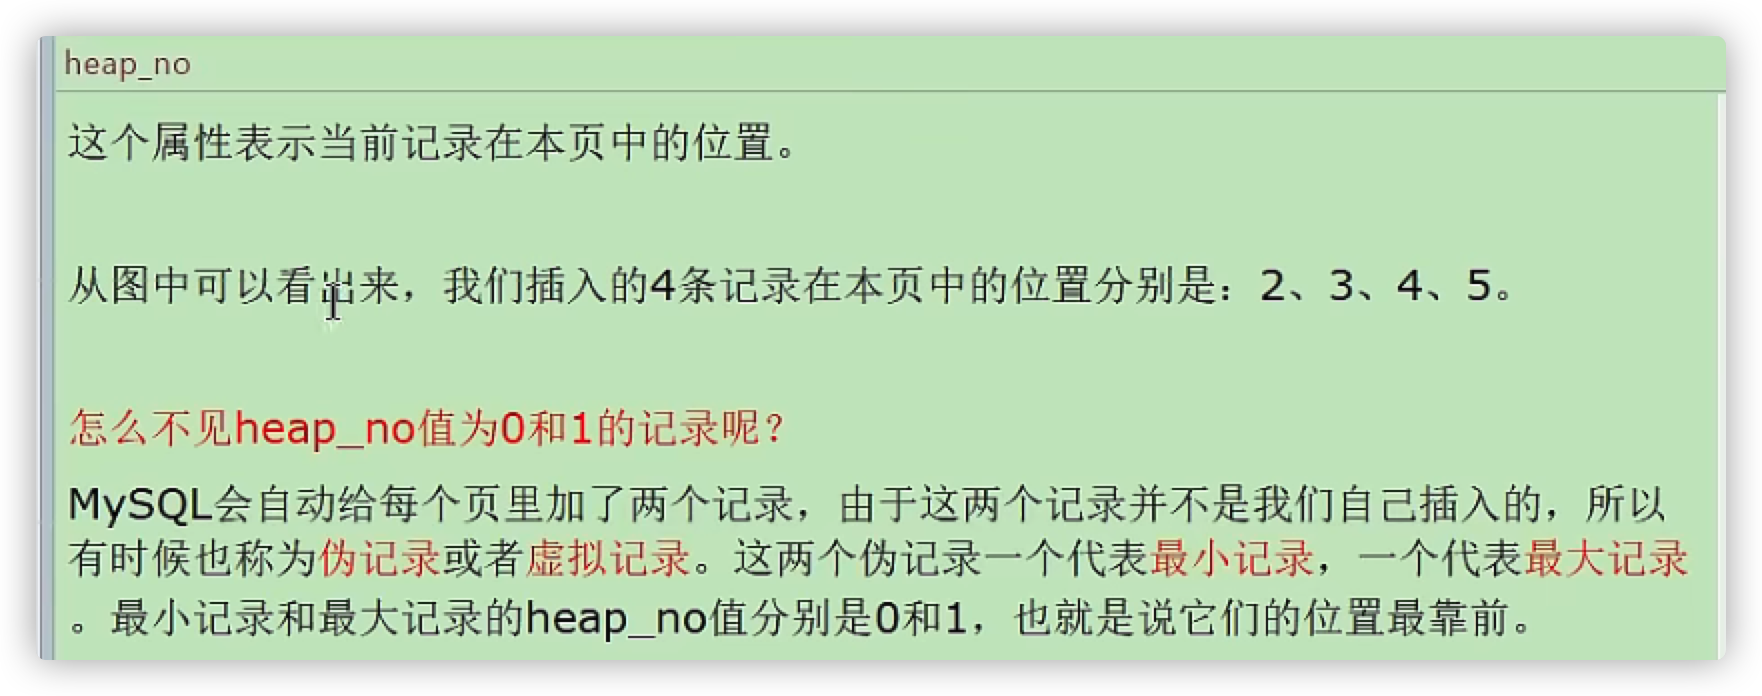 heap_no
这个属性表示当前记录在本页中的位置。
从图中可以看出来，我们插入的4条记录在本页中的位置分别是：2、3、4、5。
怎么不见heap_no值为0和1的记录呢？
MySQL会自动给每个页里加了两个记录，由于这两个记录并不是我们自己插入的，所以
有时候也称为伪记录或者虚拟记录。这两个伪记录一个代表最小记录，一个代表最大记录
。最小记录和最大记录的heap_no值分别是0和1，也就是说它们的位置最靠前。